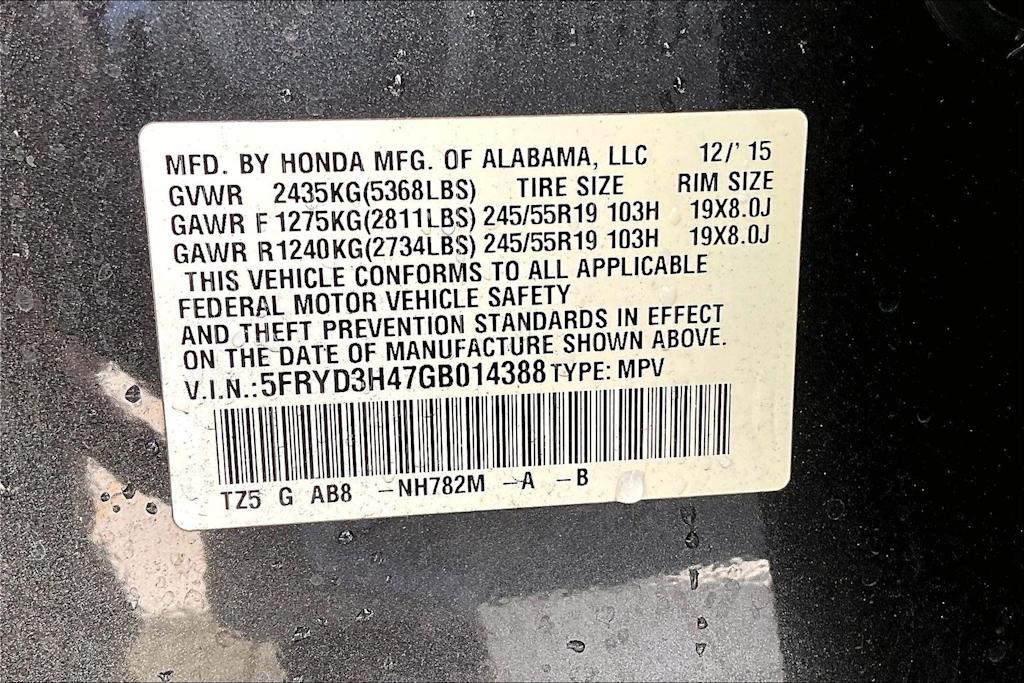 MFD. BY HONDA MFG. OF ALABAMA, LLC 12/' 15
GVWR 2435KG(5368LBS) TIRE SIZE RIM SIZE
GAWR F 1275KG(2811LBS) 245/55R19 103H 19X8.0J
GAWR R 1240KG(2734LBS) 245/55R19 103H 19X8.0J
THIS VEHICLE CONFORMS TO ALL APPLICABLE
FEDERAL MOTOR VEHICLE SAFETY
AND THEFT PREVENTION STANDARDS IN EFFECT
ON THE DATE OF MANUFACTURE SHOWN ABOVE.
V.I.N.: 5FRYD3H47GB014388 TYPE: MPV
TZ5 G AB8 -NH782M -A -B